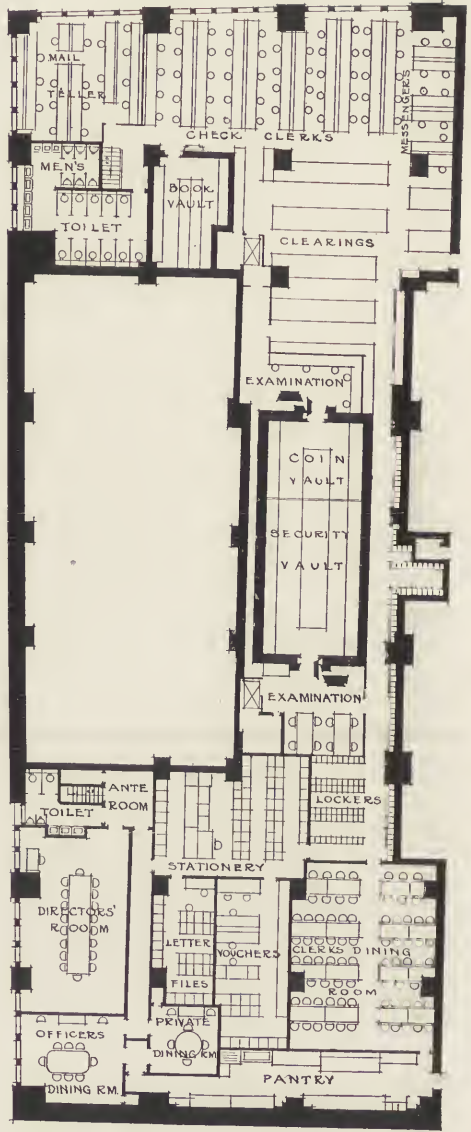 MAIL
TELLER
CHECK CLERKS
MESSENGER'S
MEN'S
TOILET
BOOK
VAULT
CLEARINGS
EXAMINATION
COIN
VAULT
SECURITY
VAULT
EXAMINATION
LOCKERS
TOILET
ANTE
ROOM
STATIONERY
DIRECTORS'
ROOM
LETTER
FILES
VOUCHERS
CLERKS DINING
ROOM
OFFICERS
DINING RM.
PRIVATE
DINING RM
PANTRY